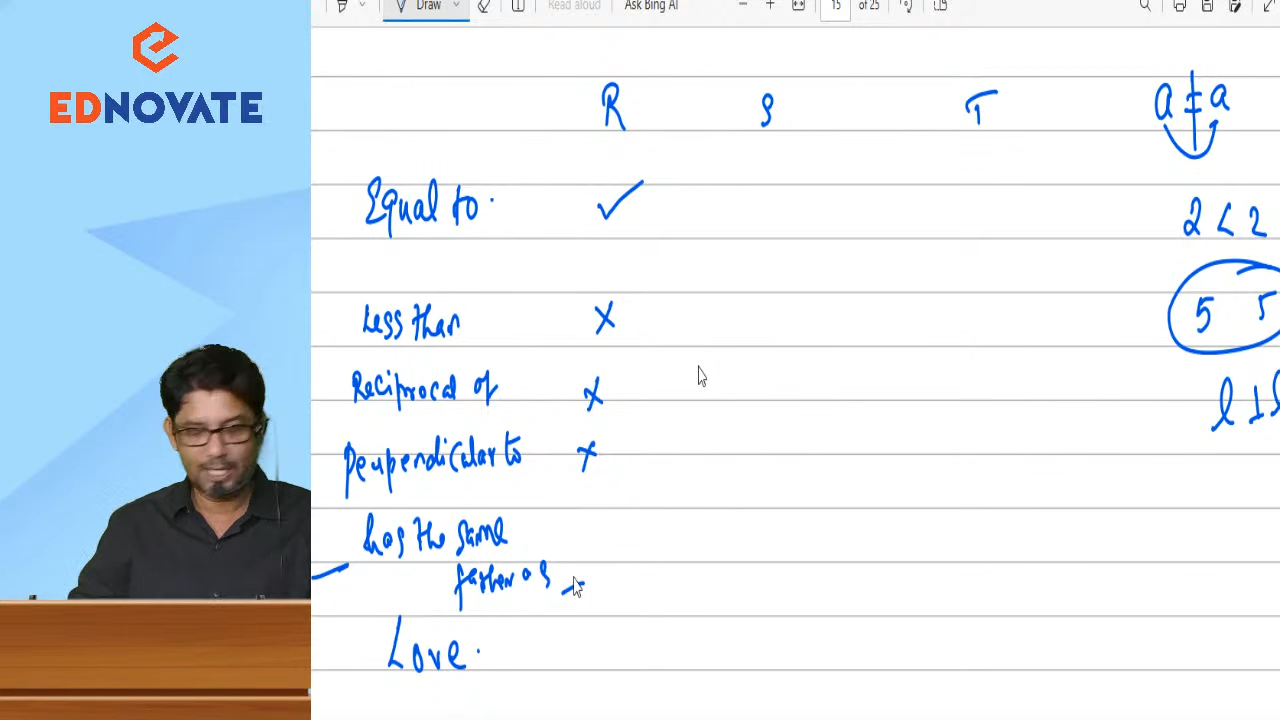 Draw
Read aloud
Ask Bing AI
15
of 25
EDNOVATE
R S T a ≠ a
Equal to. ✓
2 < 2
Less than ×
5 5
Reciprocal of ×
l ⊥ l
perpendicular to ×
has the same
father as
Love.